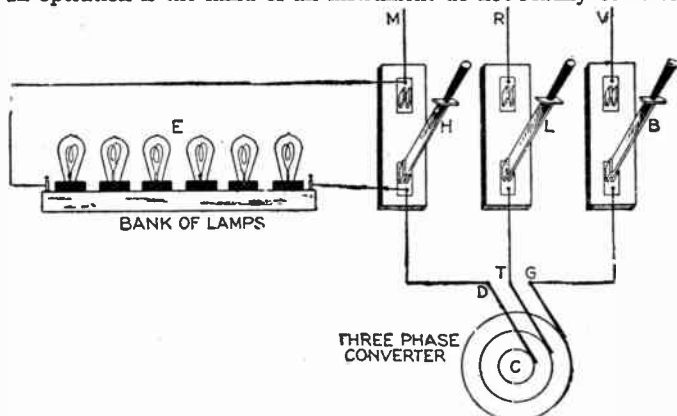 M R V
E
H L B
BANK OF LAMPS
D T G
THREE PHASE
CONVERTER
C